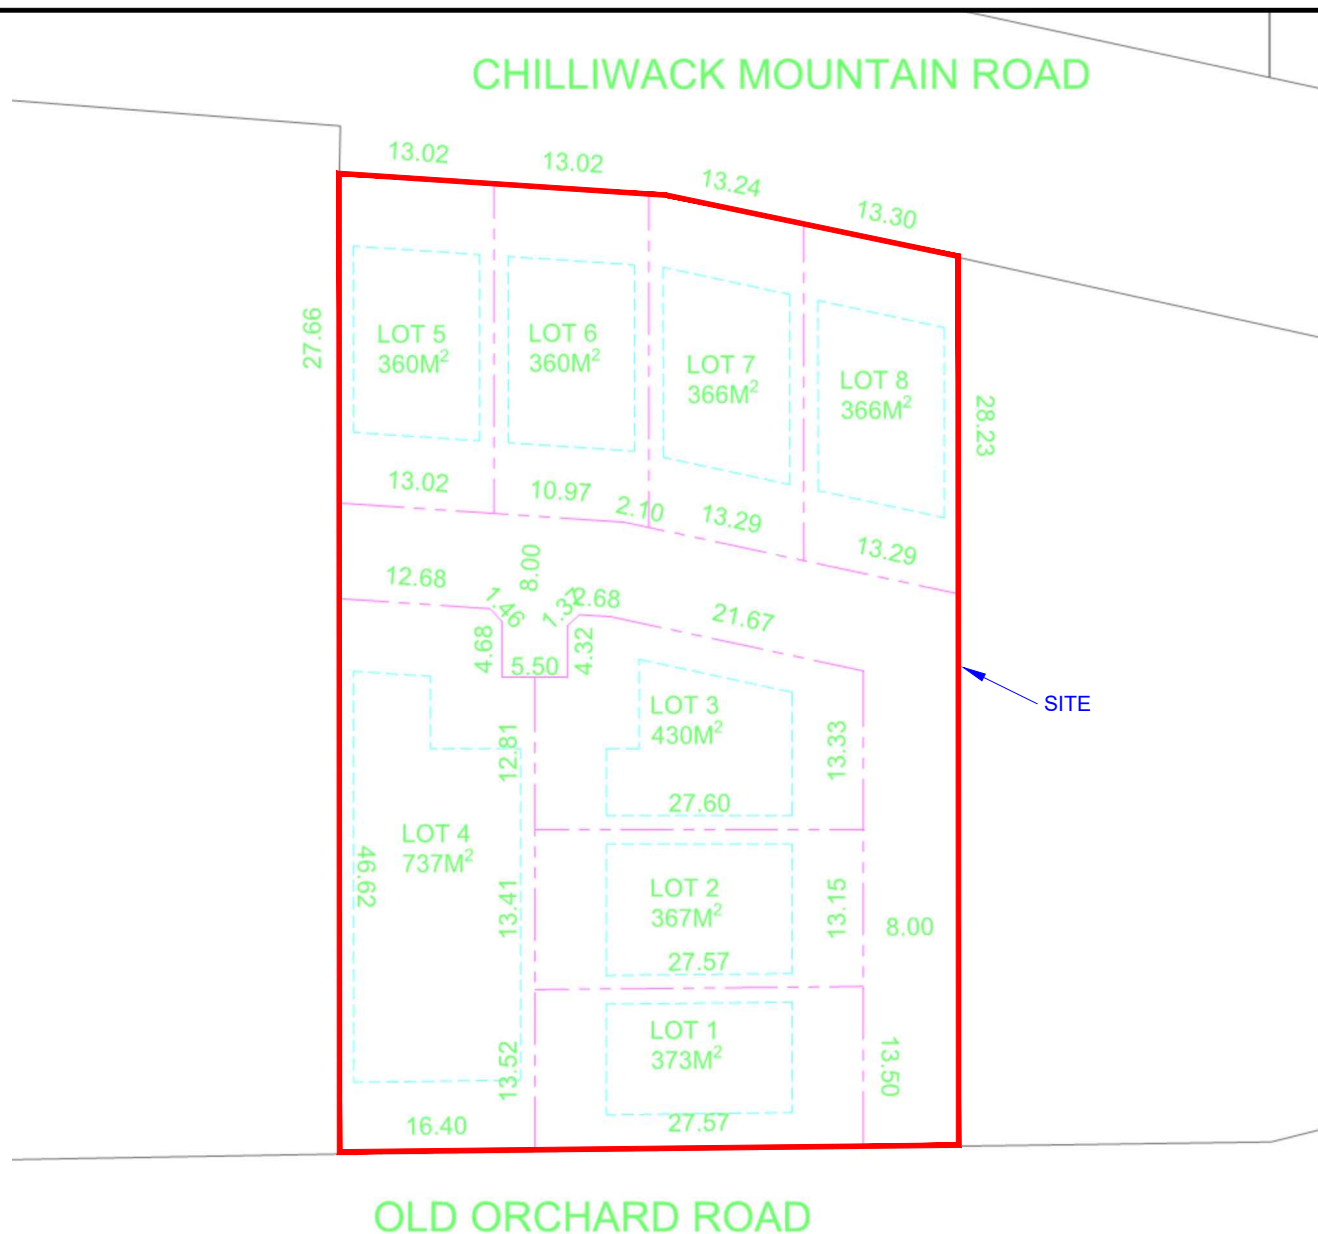 CHILLIWACK MOUNTAIN ROAD
13.02
13.02
13.24
13.30
27.66
LOT 5
360M²
LOT 6
360M²
LOT 7
366M²
LOT 8
366M²
28.23
13.02
10.97
2.10
13.29
13.29
12.68
1.46
8.00
1.37
2.68
21.67
4.68
5.50
4.32
SITE
LOT 3
430M²
12.81
13.33
27.60
LOT 4
737M²
46.62
13.41
LOT 2
367M²
13.15
8.00
27.57
LOT 1
373M²
13.52
13.50
16.40
27.57
OLD ORCHARD ROAD